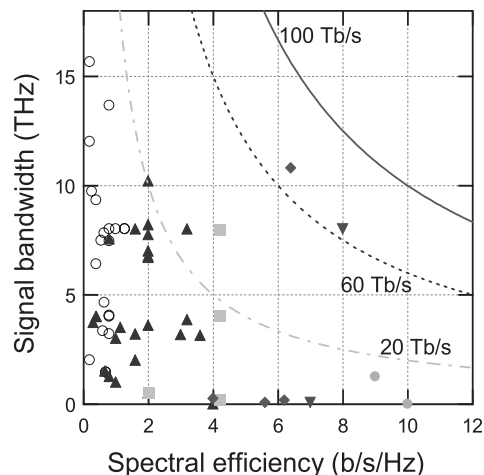 100 Tb/s
15
10
60 Tb/s
5
20 Tb/s
0
0 2 4 6 8 10 12
Signal bandwidth (THz)
Spectral efficiency (b/s/Hz)